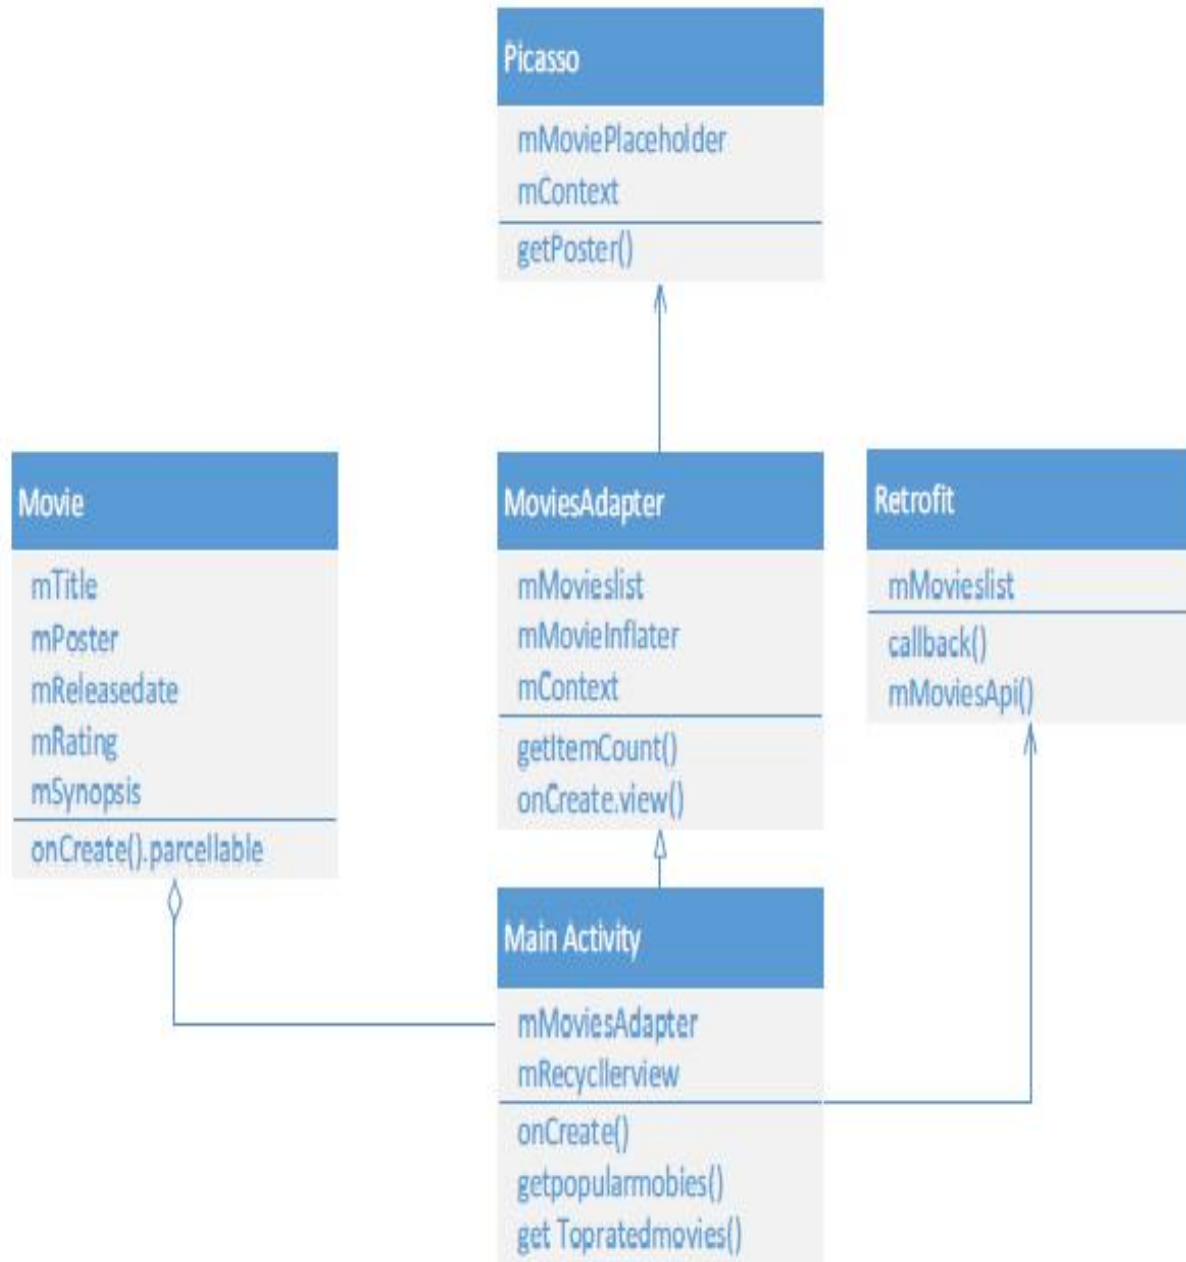 Picasso
mMoviePlaceholder
mContext
getPoster()
Movie
mTitle
mPoster
mReleasedate
mRating
mSynopsis
onCreate().parcellable
MoviesAdapter
mMovieslist
mMovieInflater
mContext
getItemCount()
onCreate.view()
Retrofit
mMovieslist
callback()
mMoviesApi()
Main Activity
mMoviesAdapter
mRecycllerview
onCreate()
getpopularmobies()
get Topratedmovies()